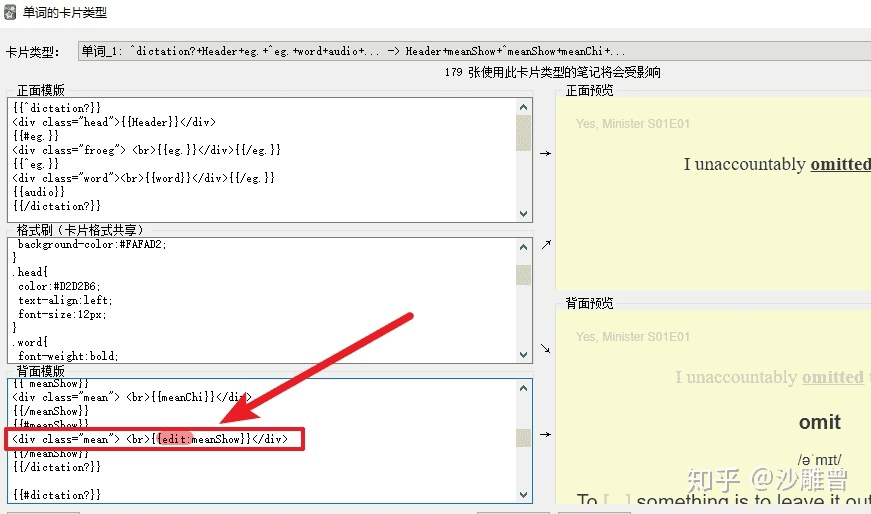 单词的卡片类型
卡片类型：
单词_1: ^dictation?+Header+eg.+^eg.+word+audio+... -> Header+meanShow+^meanShow+meanChi+...
179 张使用此卡片类型的笔记将会受影响
正面模版
{{^dictation?}}
<div class="head">{{Header}}</div>
{{#eg.}}
<div class="froeg"> <br>{{eg.}}</div>{{/eg.}}
{{^eg.}}
<div class="word"><br>{{word}}</div>{{/eg.}}
{{audio}}
{{/dictation?}}
正面预览
Yes, Minister S01E01
I unaccountably omitted
格式刷（卡片格式共享）
background-color:#FAFAD2;
}
.head{
color:#D2D2B6;
text-align:left;
font-size:12px;
}
.word{
font-weight:bold;
背面模版
{{^meanShow}}
<div class="mean"> <br>{{meanChi}}</div>
{{/meanShow}}
{{#meanShow}}
<div class="mean"> <br>{{edit:meanShow}}</div>
{{/meanShow}}
{{/dictation?}}
{{#dictation?}}
背面预览
Yes, Minister S01E01
I unaccountably omitted
omit
/əˈmɪt/
To [...] something is to leave it out
知乎 @沙雕曾